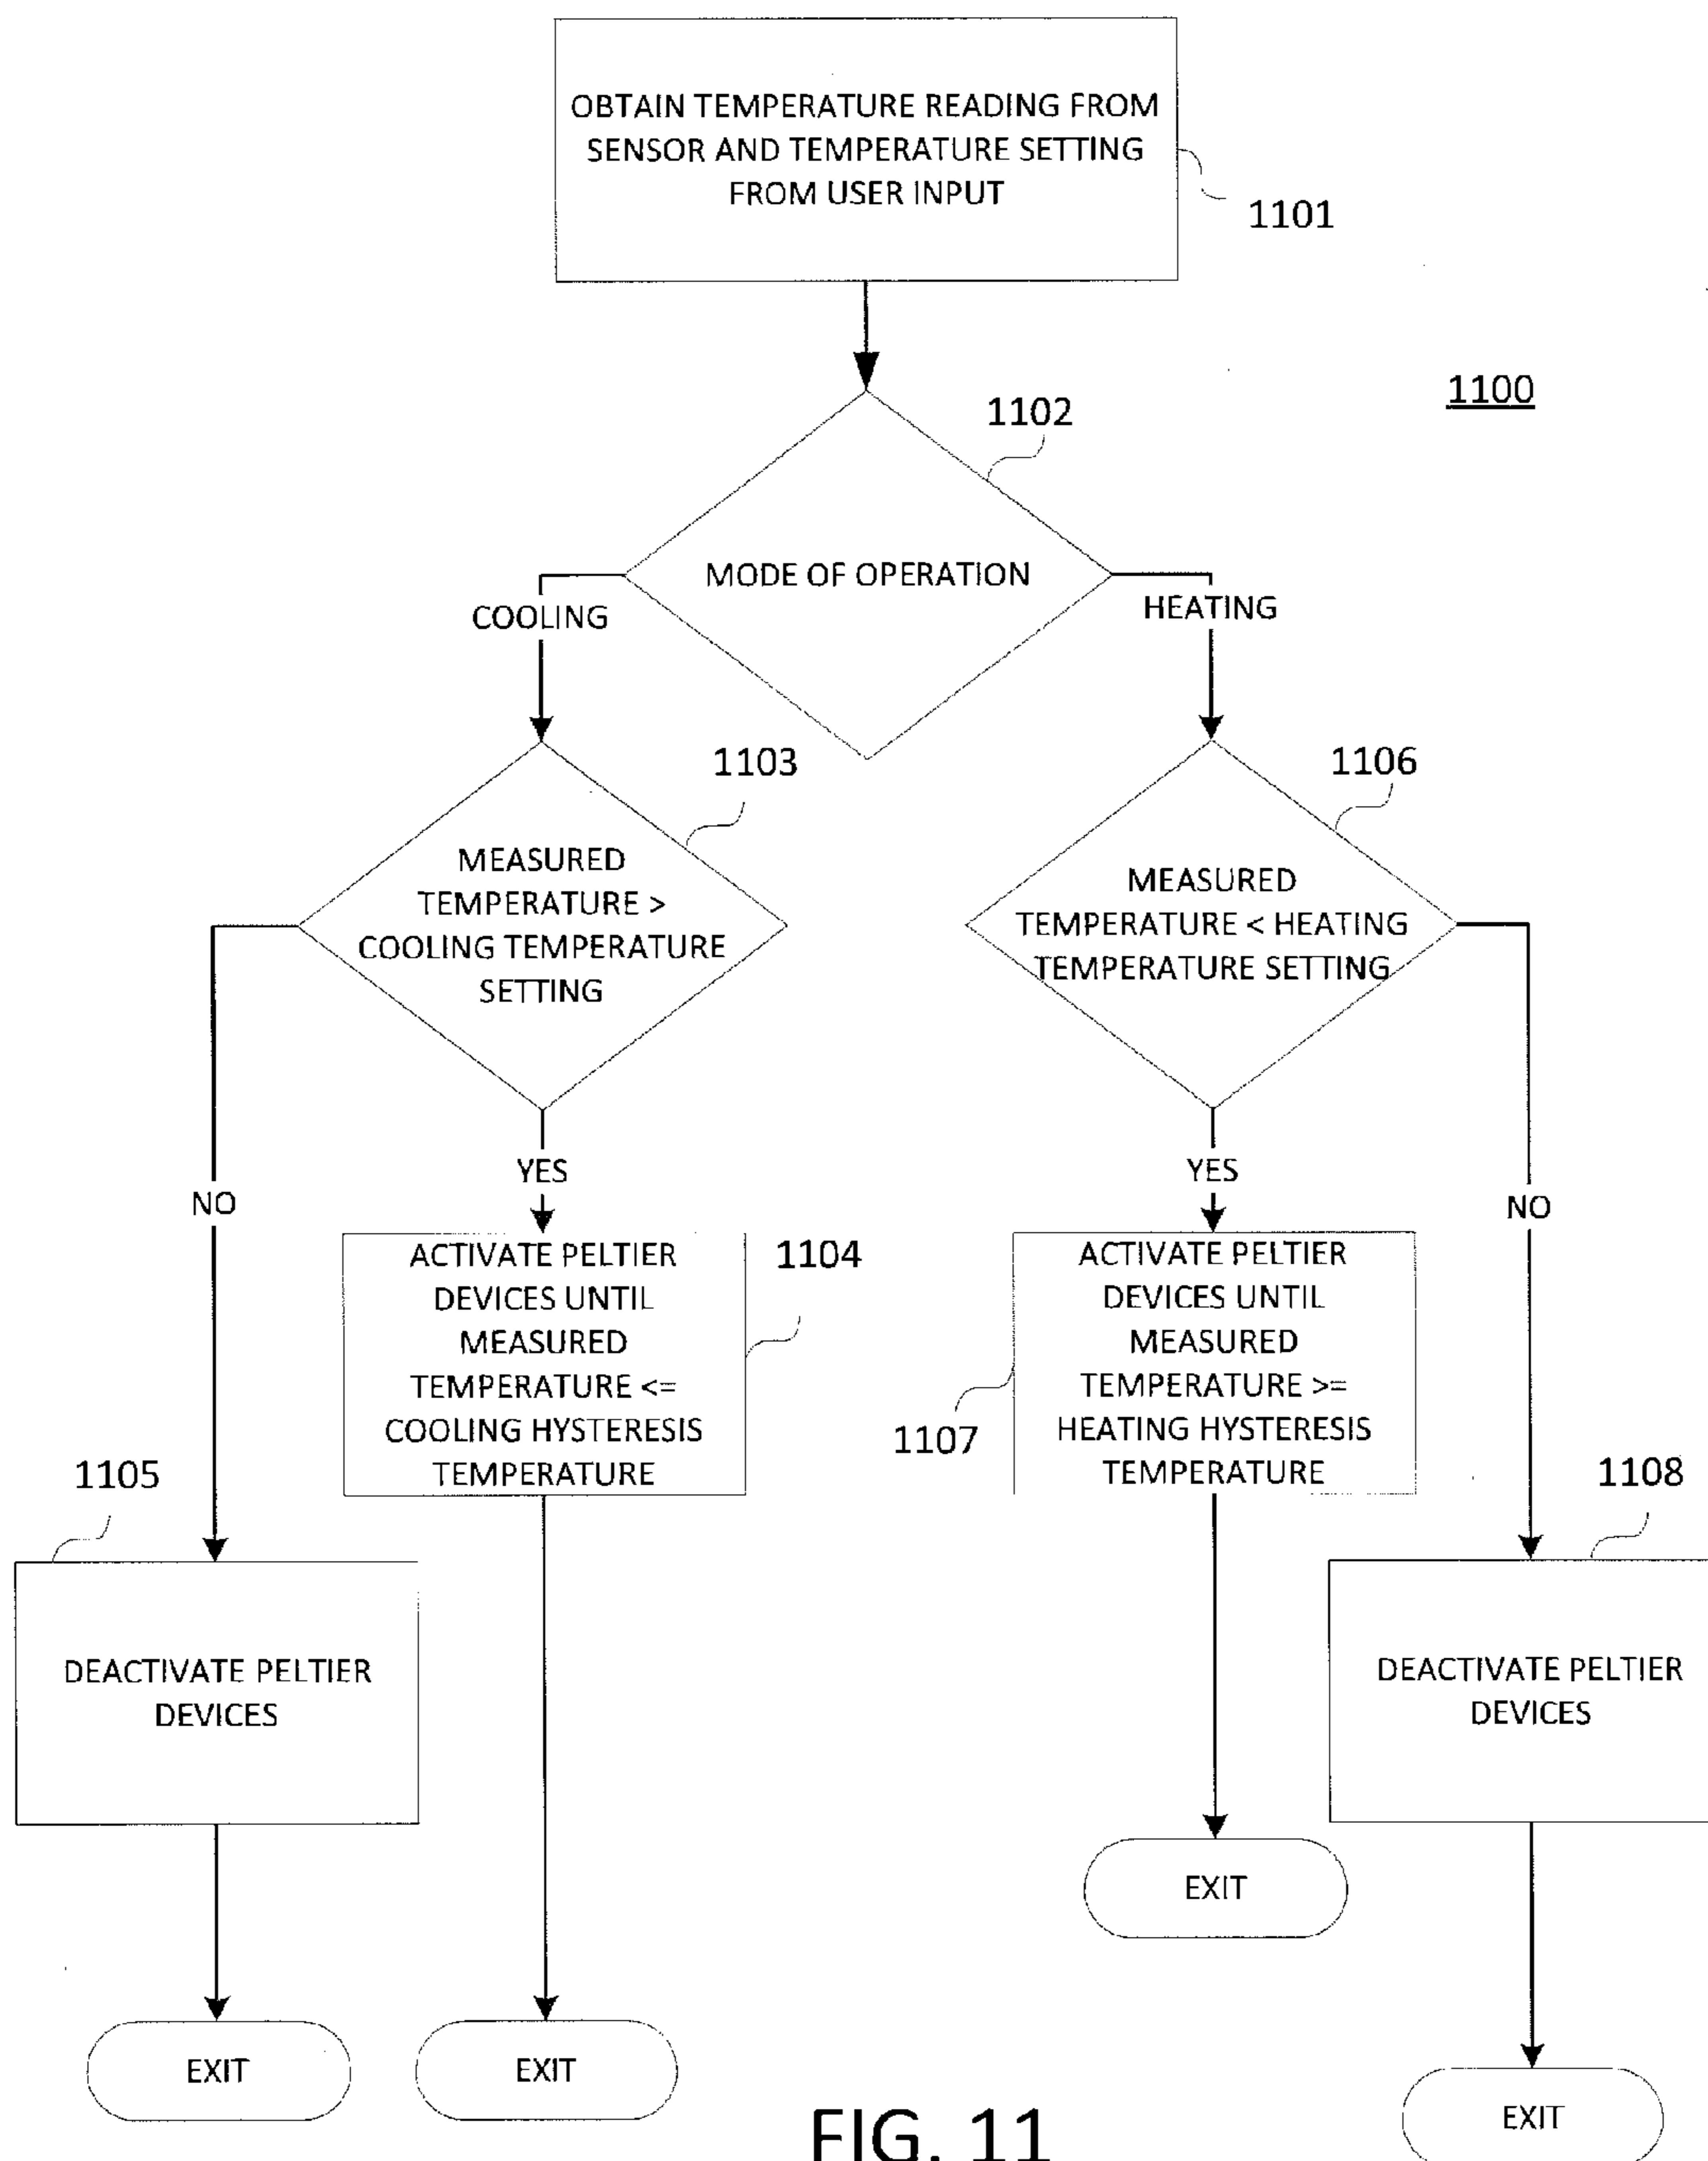 OBTAIN TEMPERATURE READING FROM
SENSOR AND TEMPERATURE SETTING
FROM USER INPUT
1101
1100
1102
MODE OF OPERATION
COOLING
HEATING
1103
MEASURED
TEMPERATURE >
COOLING TEMPERATURE
SETTING
1106
MEASURED
TEMPERATURE < HEATING
TEMPERATURE SETTING
YES
NO
YES
NO
ACTIVATE PELTIER
DEVICES UNTIL
MEASURED
TEMPERATURE <=
COOLING HYSTERESIS
TEMPERATURE
1104
ACTIVATE PELTIER
DEVICES UNTIL
MEASURED
TEMPERATURE >=
HEATING HYSTERESIS
TEMPERATURE
1107
1105
DEACTIVATE PELTIER
DEVICES
1108
DEACTIVATE PELTIER
DEVICES
EXIT
EXIT
EXIT
EXIT
FIG. 11